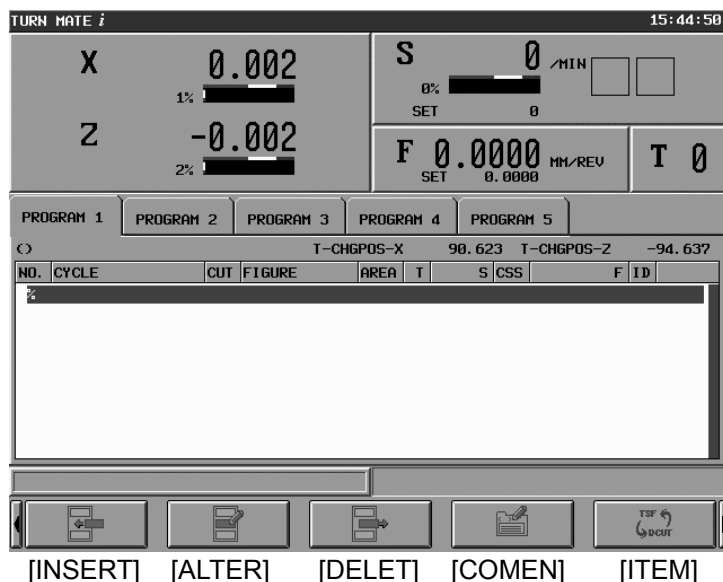 TURN MATE i 15:44:50
X 0.002
1%
Z -0.002
2%
S 0 /MIN
0%
SET 0
F 0.0000 MM/REV
SET 0.0000
T 0
PROGRAM 1 PROGRAM 2 PROGRAM 3 PROGRAM 4 PROGRAM 5
() T-CHGPOS-X 90.623 T-CHGPOS-Z -94.637
NO. CYCLE CUT FIGURE AREA T S CSS F ID
%
TSF
DCUT
[INSERT] [ALTER] [DELET] [COMEN] [ITEM]